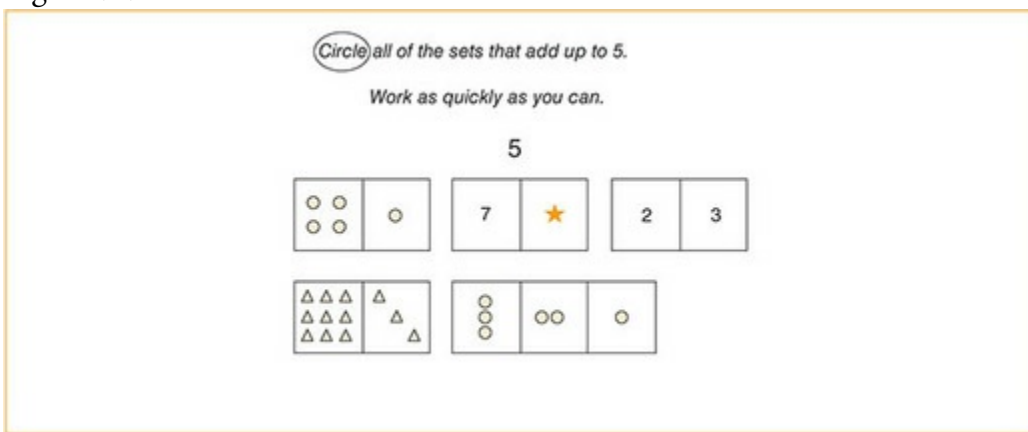 Circle all of the sets that add up to 5.
Work as quickly as you can.
5
7
2 3